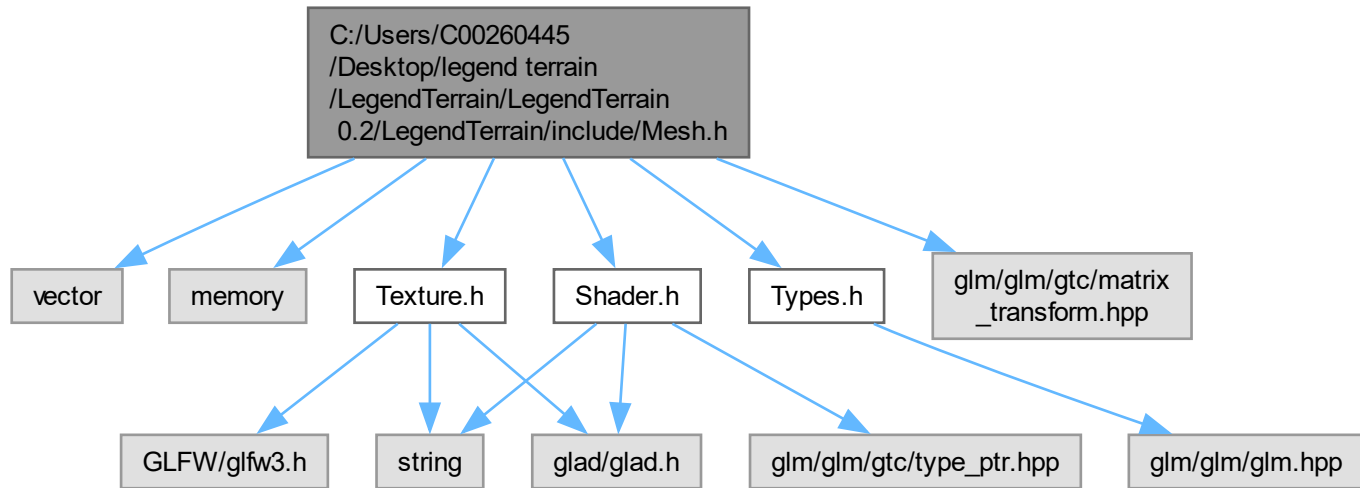 C:/Users/C00260445
/Desktop/legend terrain
/LegendTerrain/LegendTerrain
0.2/LegendTerrain/include/Mesh.h
vector
memory
Texture.h
Shader.h
Types.h
glm/glm/gtc/matrix
_transform.hpp
GLFW/glfw3.h
string
glad/glad.h
glm/glm/gtc/type_ptr.hpp
glm/glm/glm.hpp